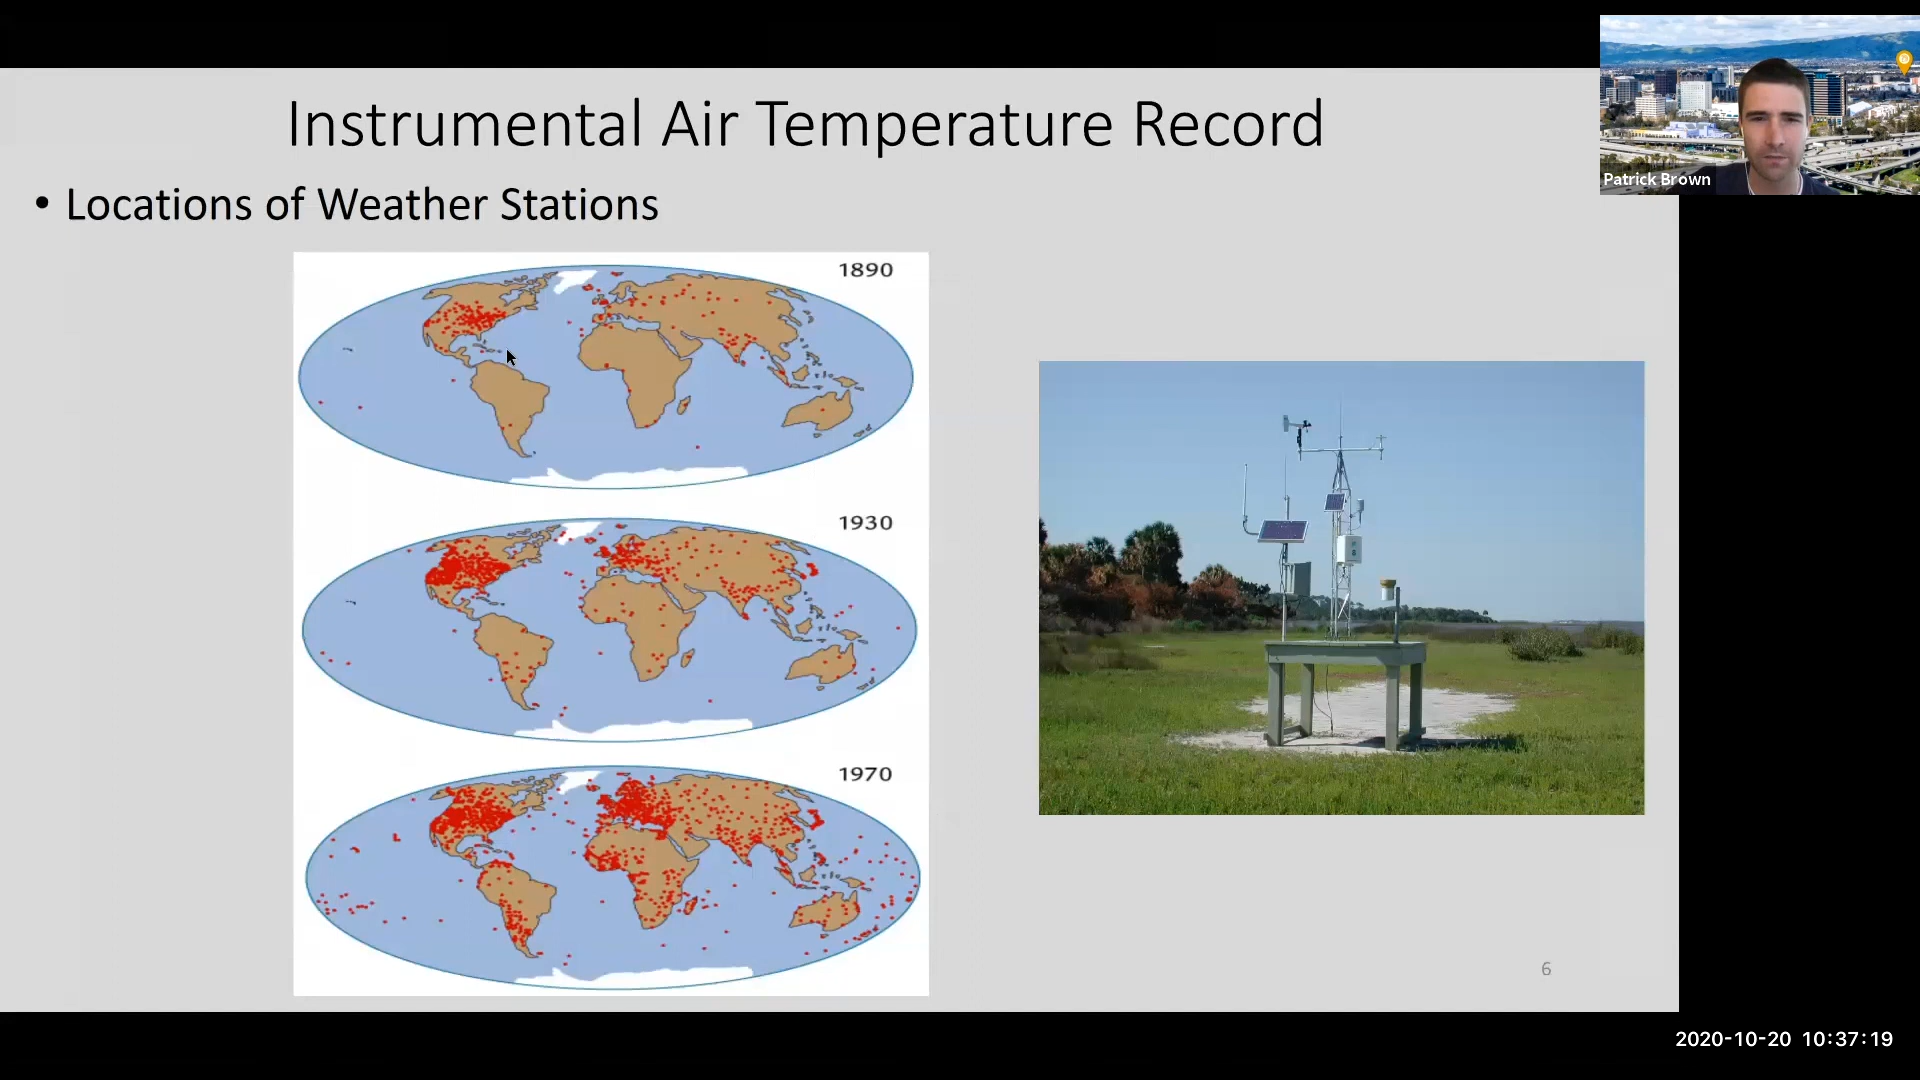 Instrumental Air Temperature Record
• Locations of Weather Stations
1890
1930
1970
6
Patrick Brown
2020-10-20 10:37:19